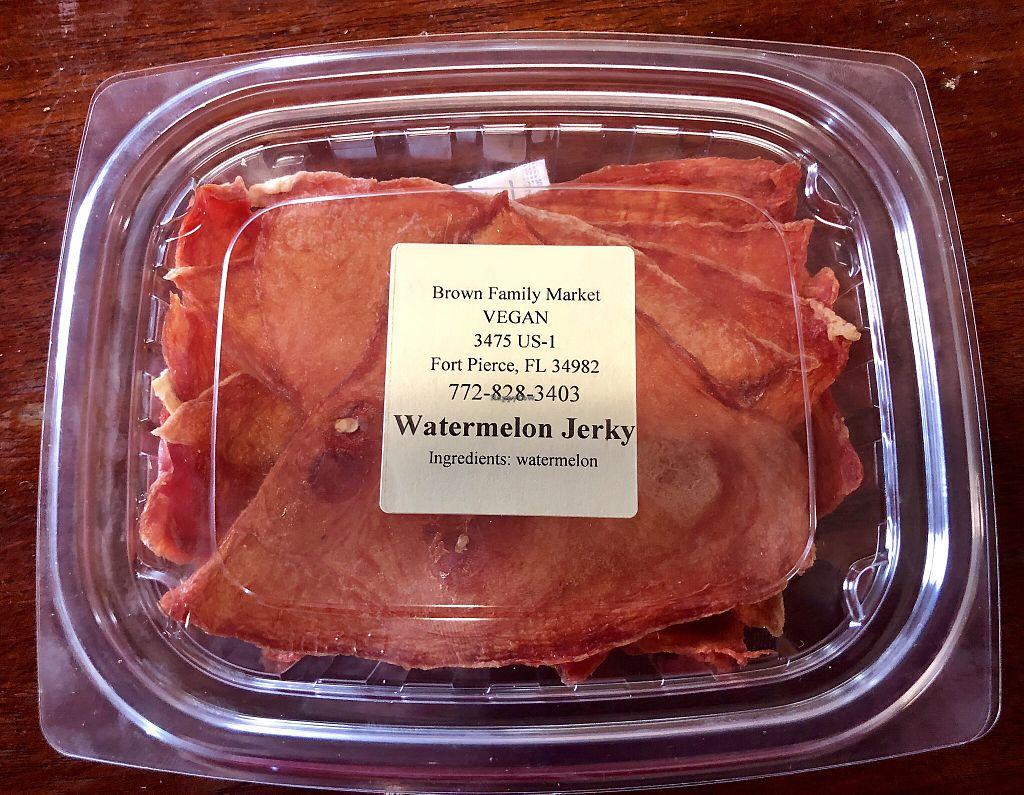 Brown Family Market
VEGAN
3475 US-1
Fort Pierce, FL 34982
772-828-3403
Watermelon Jerky
Ingredients: watermelon